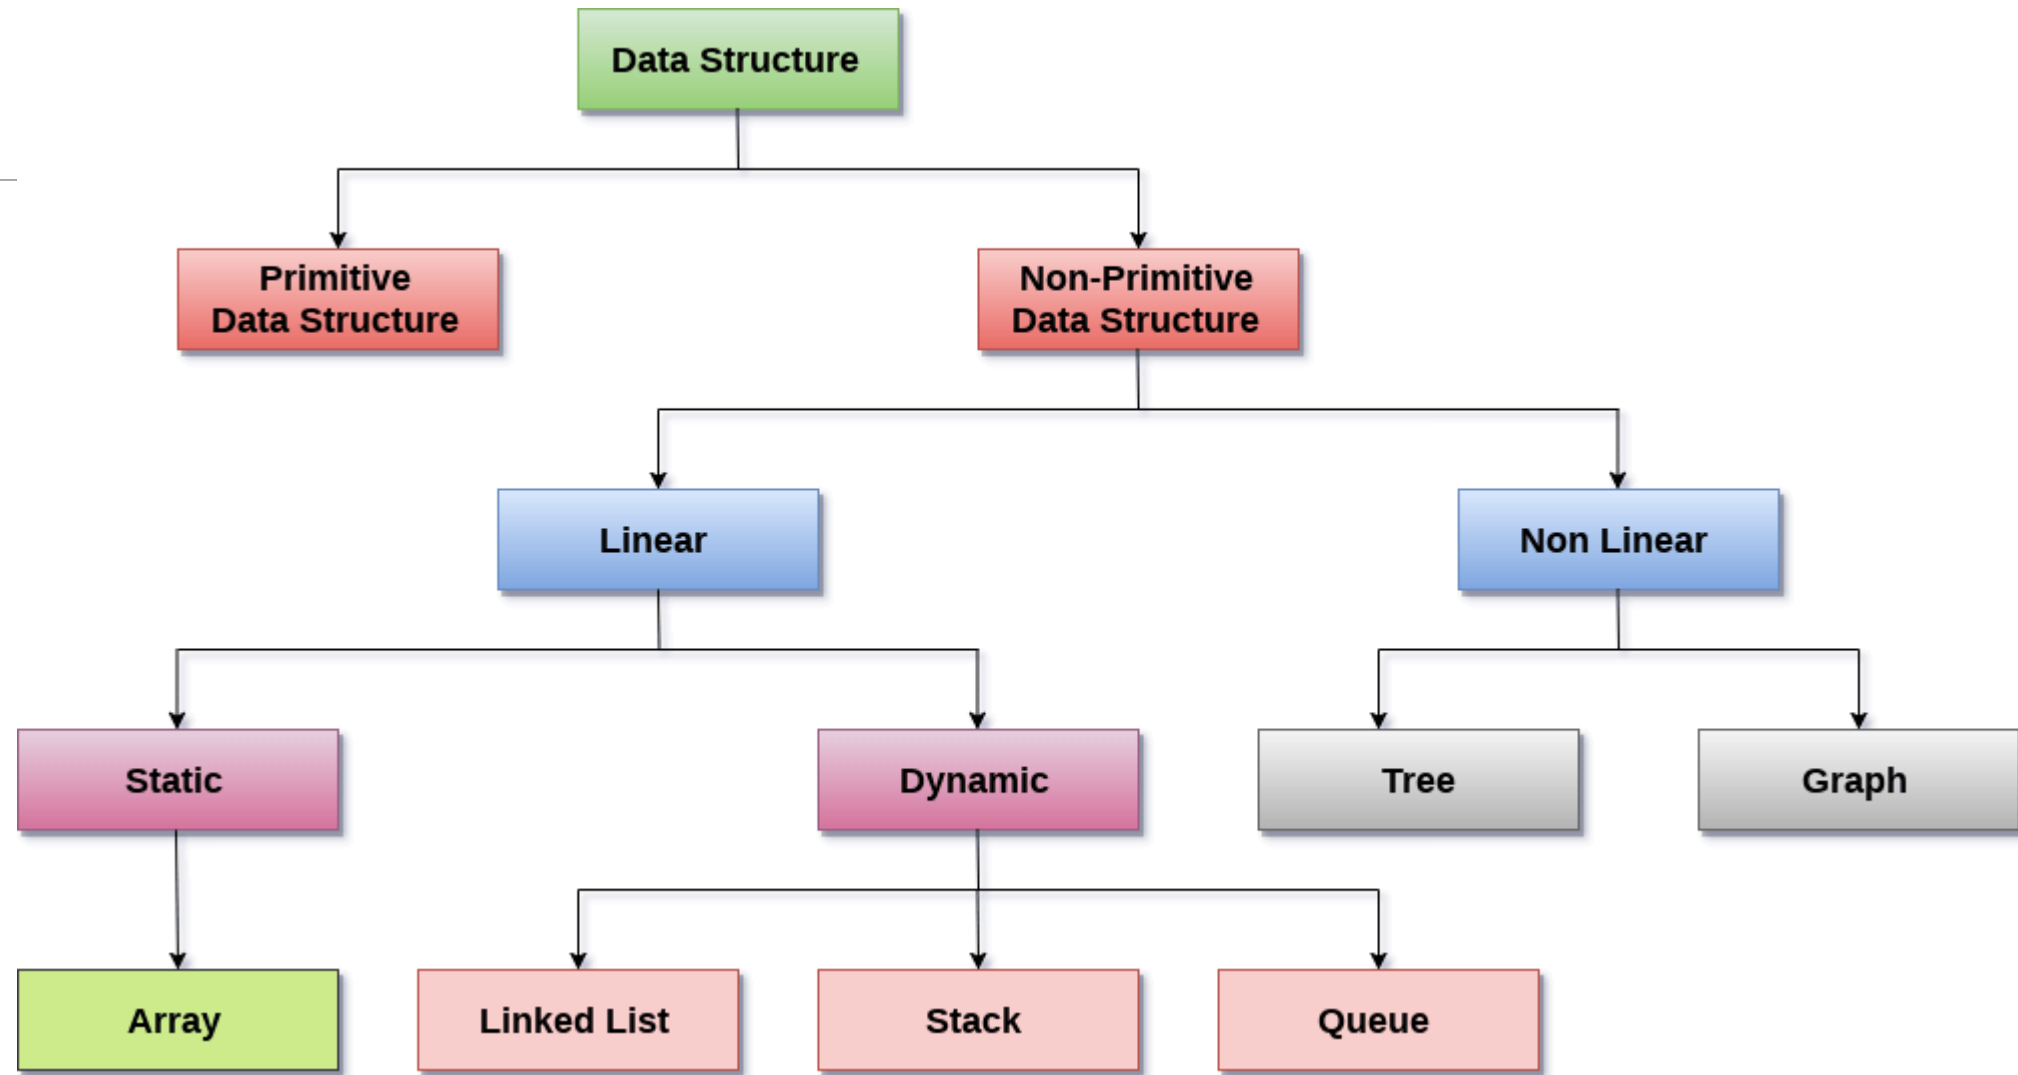 Data Structure
Primitive
Data Structure
Non-Primitive
Data Structure
Linear
Non Linear
Static
Dynamic
Tree
Graph
Array
Linked List
Stack
Queue